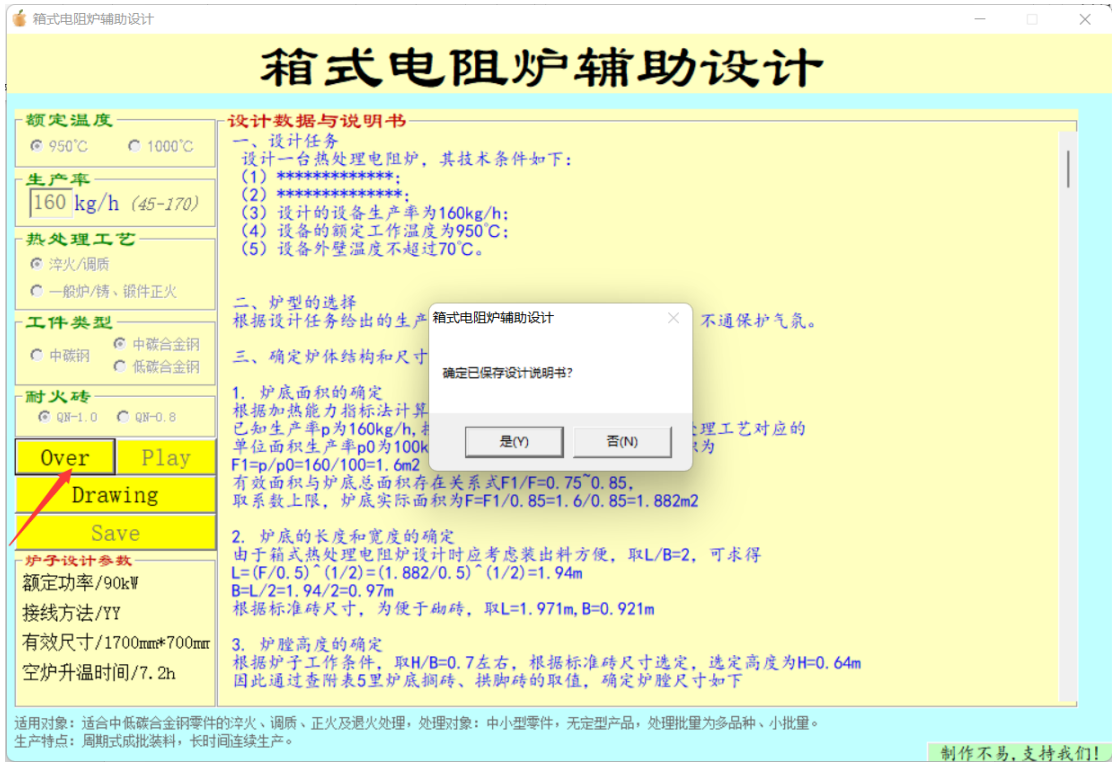 箱式电阻炉辅助设计
箱式电阻炉辅助设计
额定温度
950℃ 1000℃
生产率
160 kg/h (45-170)
热处理工艺
淬火/调质
一般炉/铸、锻件正火
工件类型
中碳钢
中碳合金钢
低碳合金钢
耐火砖
QN-1.0 QN-0.8
Over Play
Drawing
Save
炉子设计参数
额定功率/90kW
接线方法/YY
有效尺寸/1700mm*700mm
空炉升温时间/7.2h
设计数据与说明书
一、设计任务
设计一台热处理电阻炉，其技术条件如下：
(1) *************;
(2) **************;
(3) 设计的设备生产率为160kg/h;
(4) 设备的额定工作温度为950℃;
(5) 设备外壁温度不超过70℃。
二、炉型的选择
根据设计任务给出的生产 不通保护气氛。
三、确定炉体结构和尺寸
1. 炉底面积的确定
根据加热能力指标法计算
已知生产率p为160kg/h, 处理工艺对应的
单位面积生产率p0为100k 为
F1=p/p0=160/100=1.6m2
有效面积与炉底总面积存在关系式F1/F=0.75~0.85,
取系数上限，炉底实际面积为F=F1/0.85=1.6/0.85=1.882m2
2. 炉底的长度和宽度的确定
由于箱式热处理电阻炉设计时应考虑装出料方便，取L/B=2，可求得
L=(F/0.5)^(1/2)=(1.882/0.5)^(1/2)=1.94m
B=L/2=1.94/2=0.97m
根据标准砖尺寸，为便于砌砖，取L=1.971m,B=0.921m
3. 炉膛高度的确定
根据炉子工作条件，取H/B=0.7左右，根据标准砖尺寸选定，选定高度为H=0.64m
因此通过查附表5里炉底搁砖、拱脚砖的取值，确定炉膛尺寸如下
箱式电阻炉辅助设计
确定已保存设计说明书?
是(Y) 否(N)
适用对象：适合中低碳合金钢零件的淬火、调质、正火及退火处理，处理对象：中小型零件，无定型产品，处理批量为多品种、小批量。
生产特点：周期式成批装料，长时间连续生产。
制作不易,支持我们!